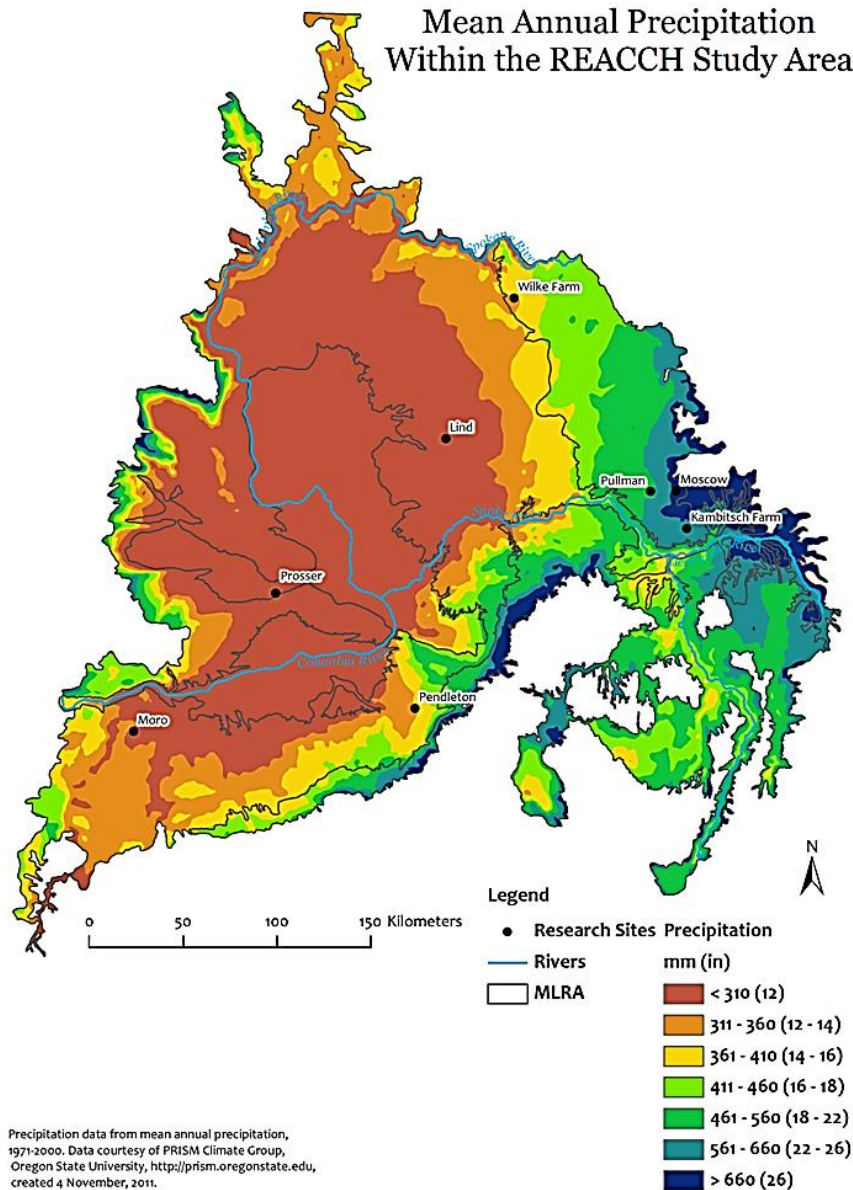 Mean Annual Precipitation
Within the REACCH Study Area
Spokane River
Wilke Farm
Lind
Pullman
Moscow
Kambitsch Farm
River
Prosser
Columbia River
Pendleton
Moro
N
Legend
0 50 100 150 Kilometers
Research Sites
Rivers
MLRA
Precipitation
mm (in)
< 310 (12)
311 - 360 (12 - 14)
361 - 410 (14 - 16)
411 - 460 (16 - 18)
461 - 560 (18 - 22)
561 - 660 (22 - 26)
> 660 (26)
Precipitation data from mean annual precipitation,
1971-2000. Data courtesy of PRISM Climate Group,
Oregon State University, http://prism.oregonstate.edu,
created 4 November, 2011.